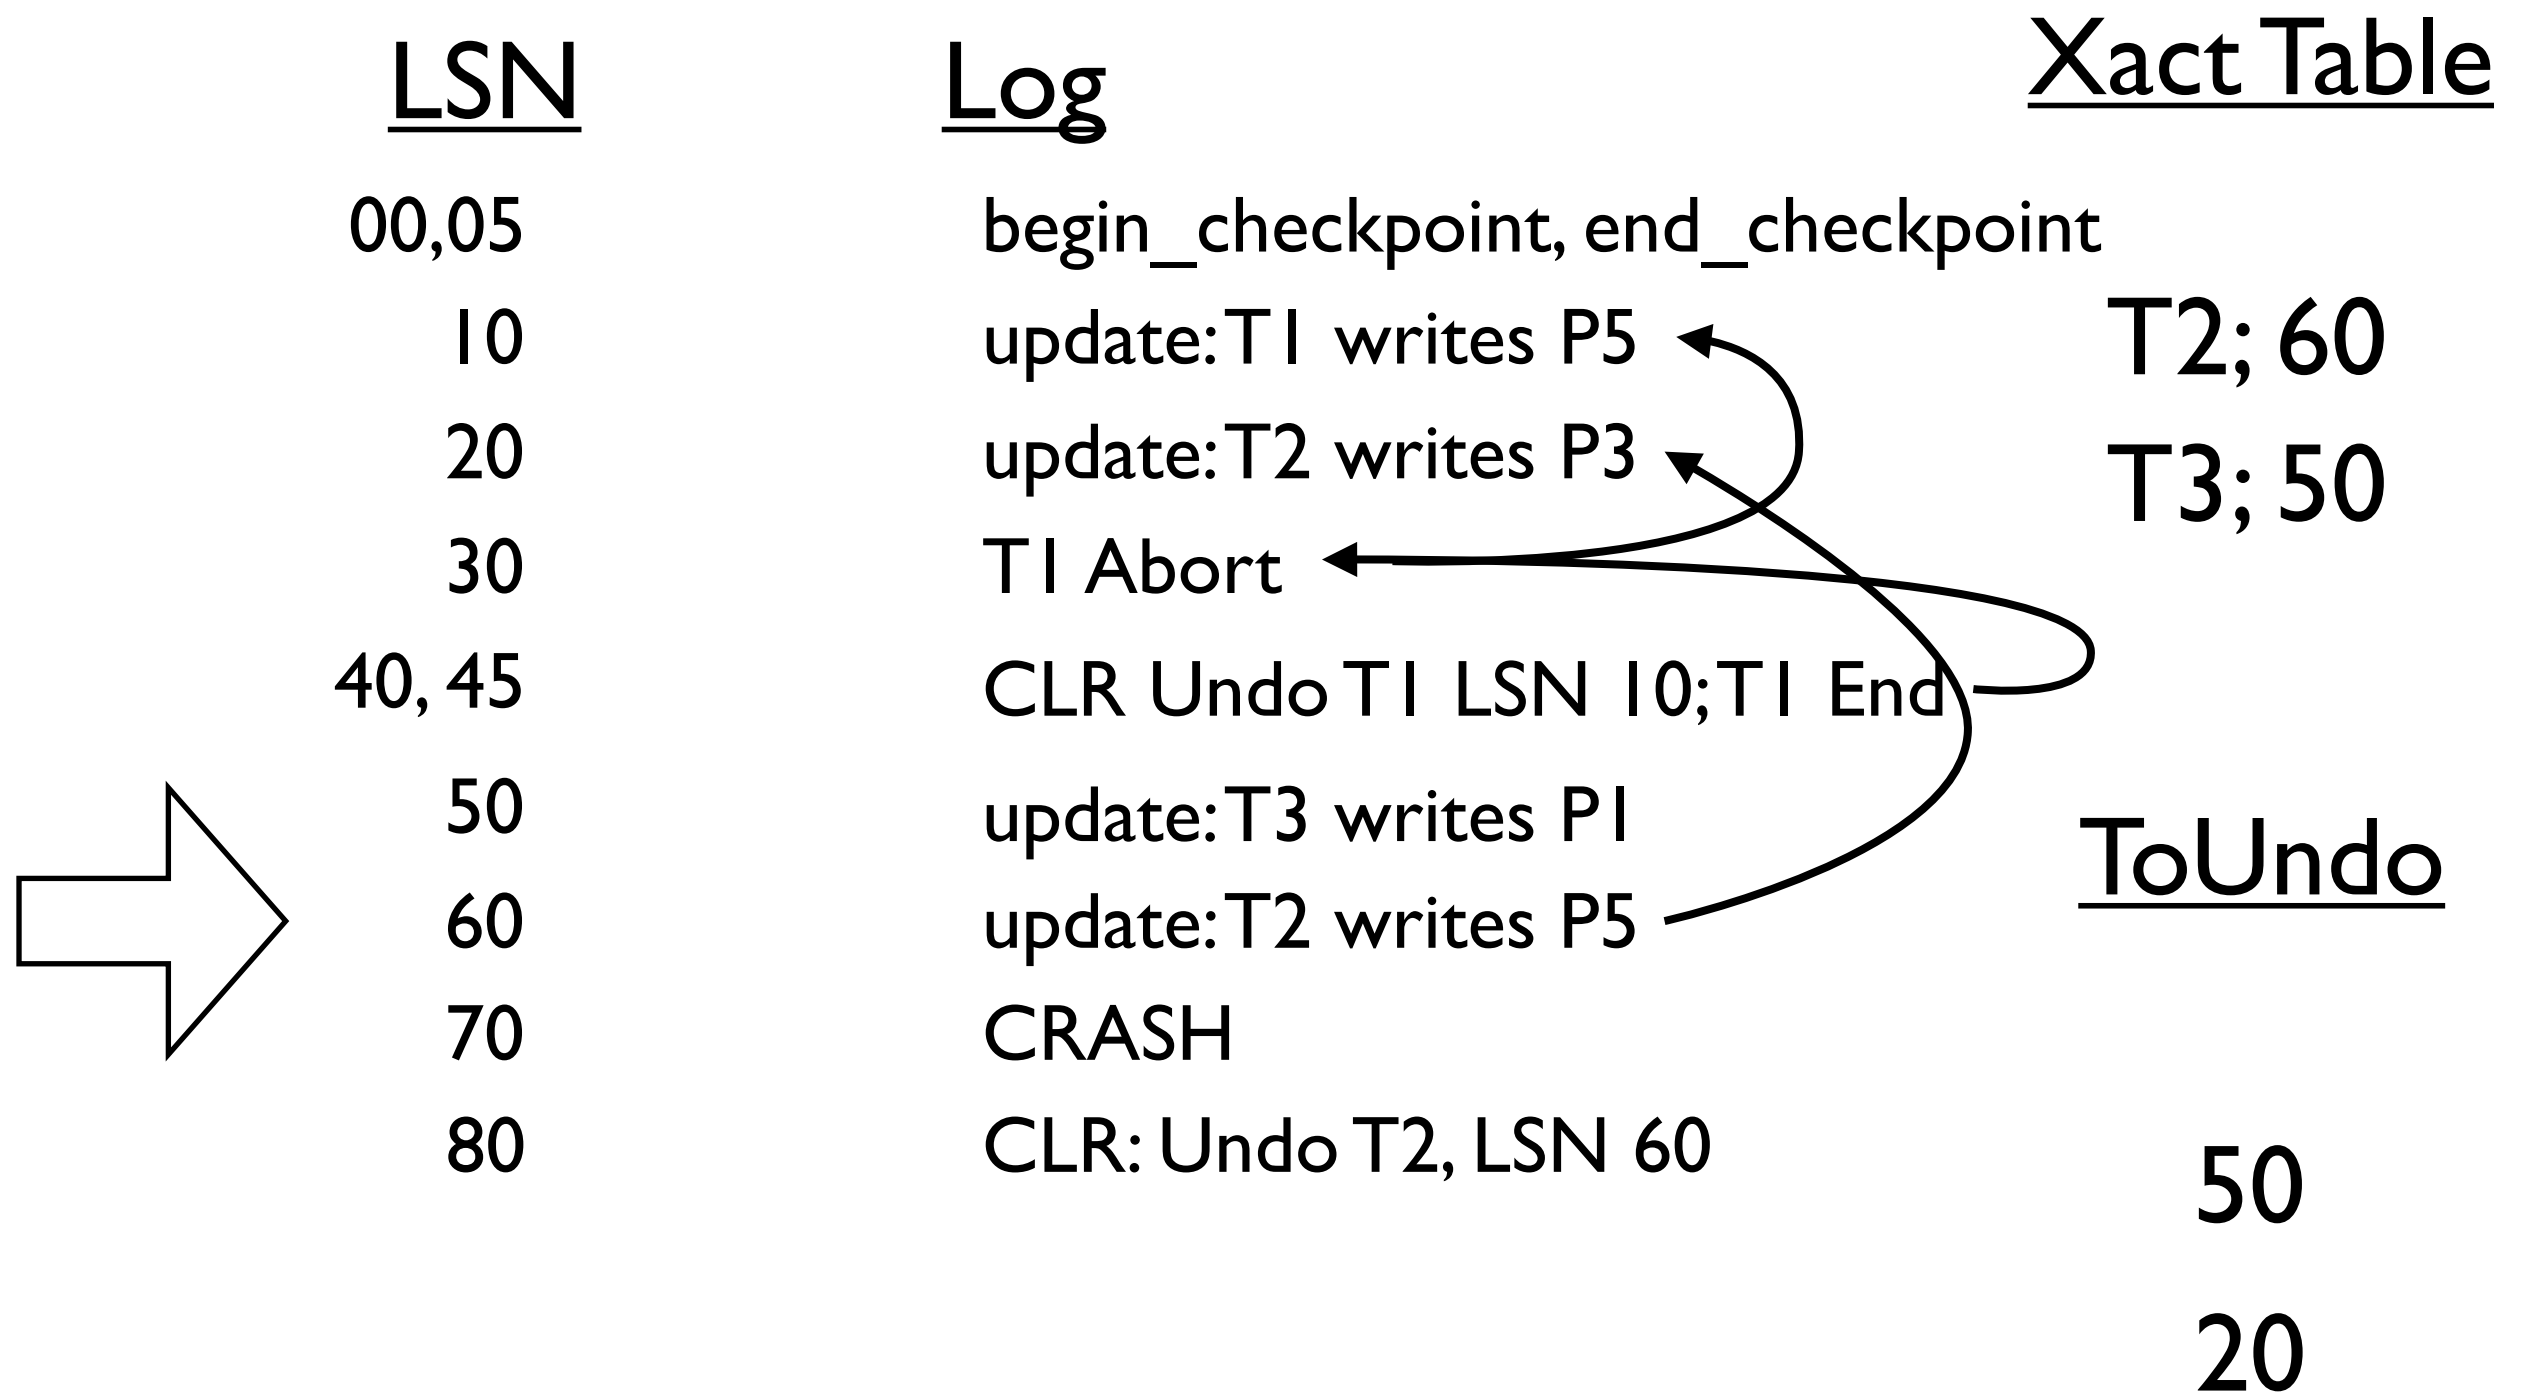 LSN Log Xact Table
00,05 begin_checkpoint, end_checkpoint
10 update: T1 writes P5 T2; 60
20 update: T2 writes P3 T3; 50
30 T1 Abort
40, 45 CLR Undo T1 LSN 10; T1 End
50 update: T3 writes P1 ToUndo
60 update: T2 writes P5
70 CRASH
80 CLR: Undo T2, LSN 60
50
20